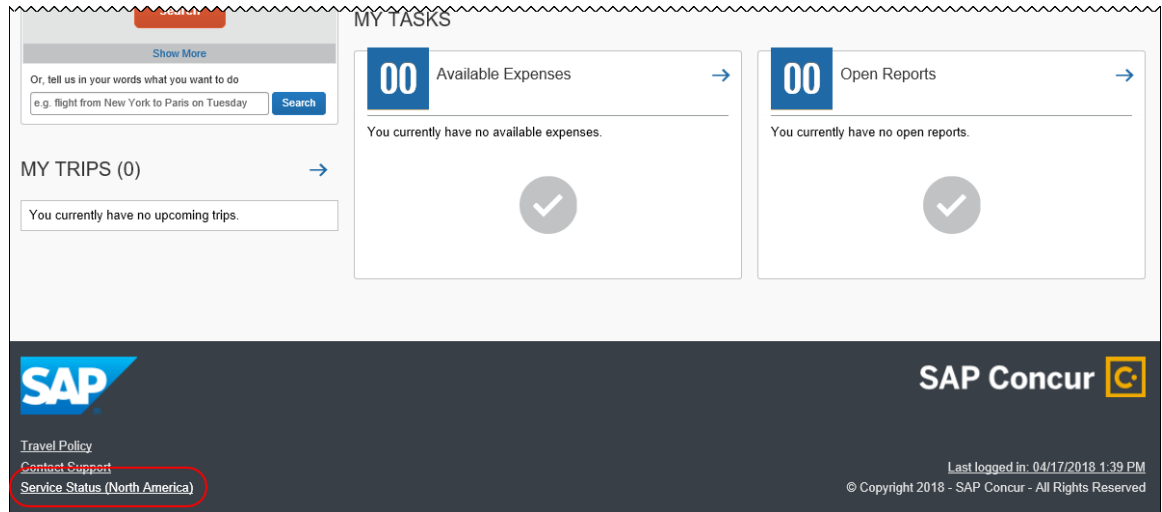 Search
Show More
Or, tell us in your words what you want to do
e.g. flight from New York to Paris on Tuesday
Search
MY TRIPS (0)
You currently have no upcoming trips.
MY TASKS
00 Available Expenses
You currently have no available expenses.
00 Open Reports
You currently have no open reports.
SAP
SAP Concur C
Travel Policy
Contact Support
Service Status (North America)
Last logged in: 04/17/2018 1:39 PM
© Copyright 2018 - SAP Concur - All Rights Reserved